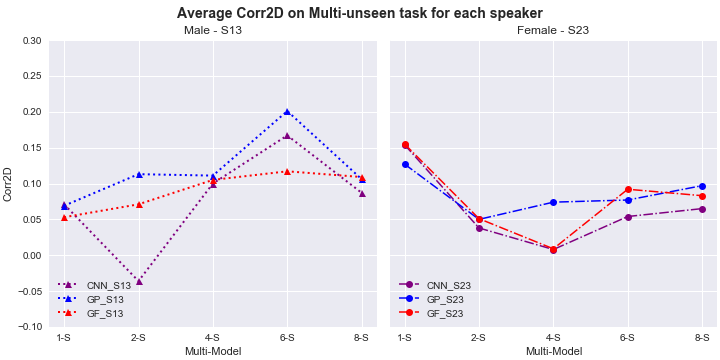 Average Corr2D on Multi-unseen task for each speaker
Male - S13
Female - S23
0.30
0.25
0.20
0.15
0.10
0.05
0.00
−0.05
−0.10
Corr2D
CNN_S13
GP_S13
GF_S13
CNN_S23
GP_S23
GF_S23
1-S 2-S 4-S 6-S 8-S
1-S 2-S 4-S 6-S 8-S
Multi-Model
Multi-Model